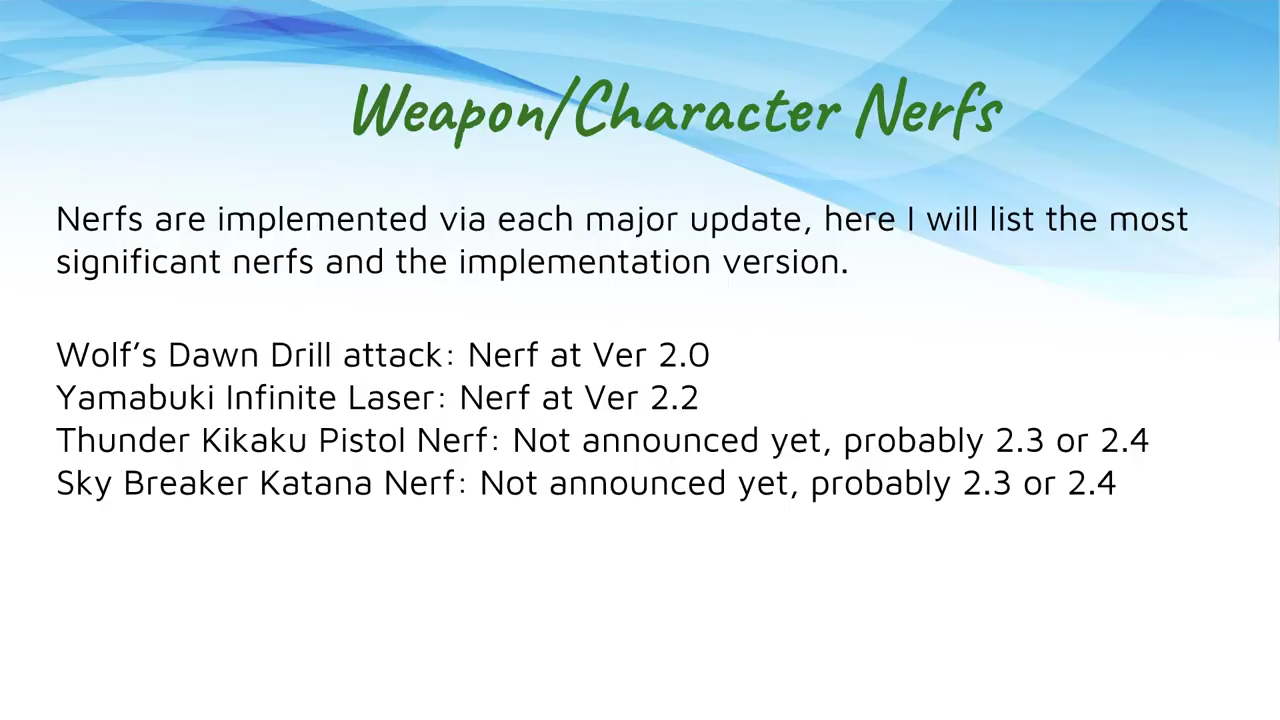 Weapon/Character Nerfs
Nerfs are implemented via each major update, here I will list the most
significant nerfs and the implementation version.
Wolf’s Dawn Drill attack: Nerf at Ver 2.0
Yamabuki Infinite Laser: Nerf at Ver 2.2
Thunder Kikaku Pistol Nerf: Not announced yet, probably 2.3 or 2.4
Sky Breaker Katana Nerf: Not announced yet, probably 2.3 or 2.4